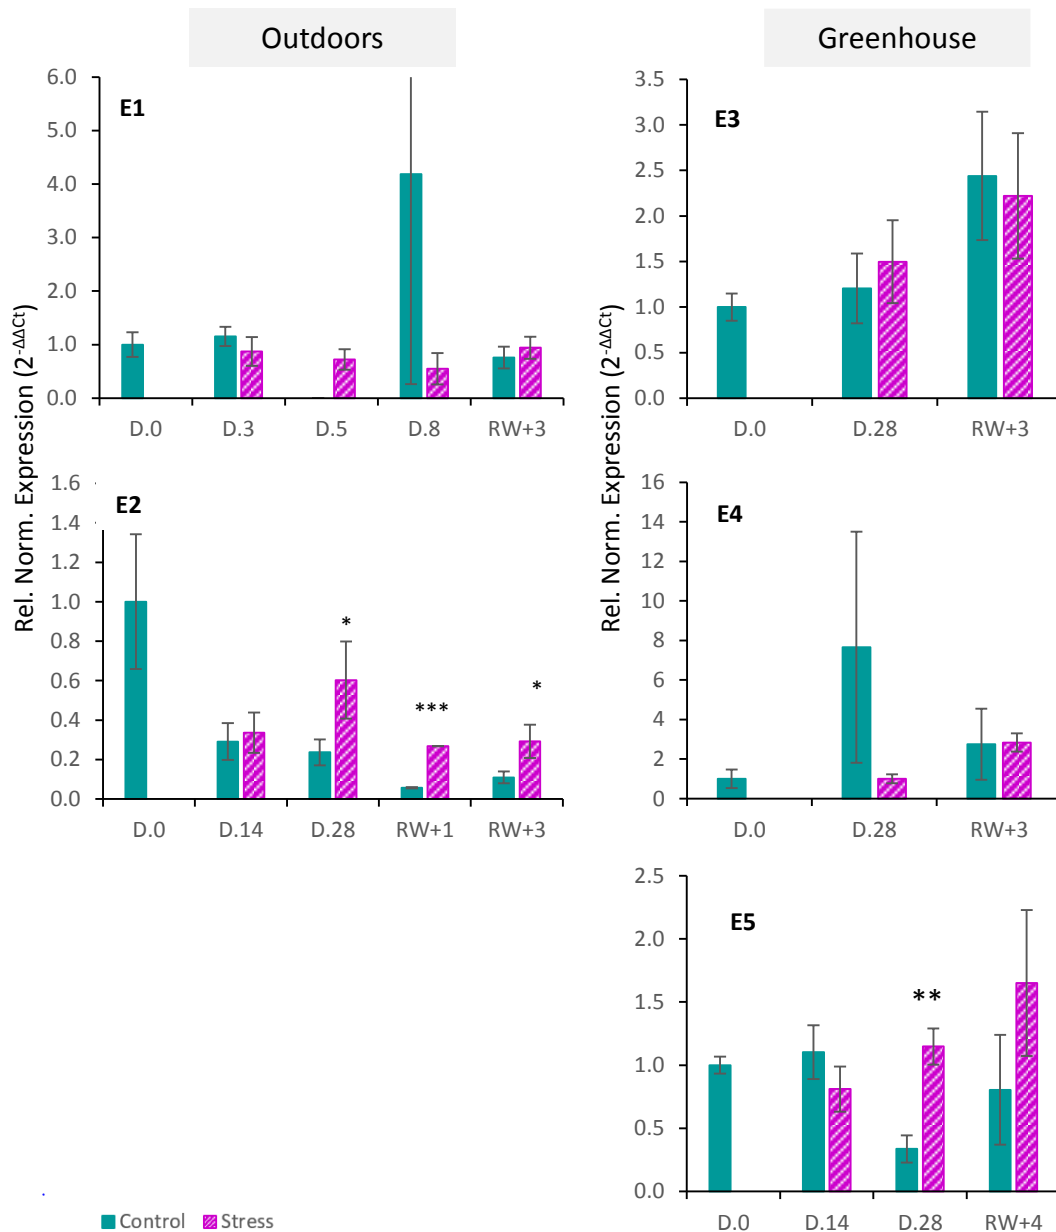 Outdoors
Greenhouse
Rel. Norm. Expression (2-ΔΔCt)
E1
6.0
5.0
4.0
3.0
2.0
1.0
0.0
D.0 D.3 D.5 D.8 RW+3
E2
1.6
1.4
1.2
1.0
0.8
0.6
0.4
0.2
0.0
*
***
*
D.0 D.14 D.28 RW+1 RW+3
Rel. Norm. Expression (2-ΔΔCt)
E3
3.5
3.0
2.5
2.0
1.5
1.0
0.5
0.0
D.0 D.28 RW+3
E4
16
14
12
10
8
6
4
2
0
D.0 D.28 RW+3
E5
2.5
2.0
1.5
1.0
0.5
0.0
**
D.0 D.14 D.28 RW+4
Control Stress